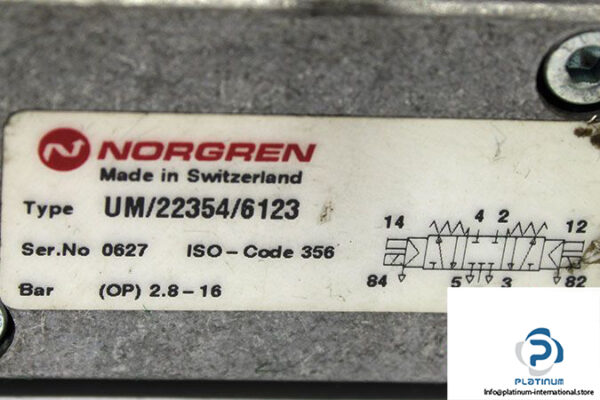 NORGREN
Made in Switzerland
Type UM/22354/6123
Ser.No 0627 ISO-Code 356
Bar (OP) 2.8-16
14 4 2 12
84 5 3 82
PLATINUM
Info@platinum-international.store